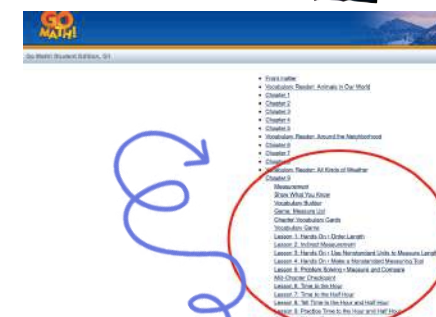 GO
MATH!
Go Math! Student Edition, G1
Front matter
Vocabulary Reader: Animals in Our World
Chapter 1
Chapter 2
Chapter 3
Chapter 4
Chapter 5
Vocabulary Reader: Around the Neighborhood
Chapter 6
Chapter 7
Chapter 8
Vocabulary Reader: All Kinds of Weather
Chapter 9
Measurement
Show What You Know
Vocabulary Builder
Game: Measure Up!
Chapter Vocabulary Cards
Vocabulary Game
Lesson 1: Hands On • Order Length
Lesson 2: Indirect Measurement
Lesson 3: Hands On • Use Nonstandard Units to Measure Length
Lesson 4: Hands On • Make a Nonstandard Measuring Tool
Lesson 5: Problem Solving • Measure and Compare
Mid-Chapter Checkpoint
Lesson 6: Time to the Hour
Lesson 7: Time to the Half Hour
Lesson 8: Tell Time to the Hour and Half Hour
Lesson 9: Practice Time to the Hour and Half Hour